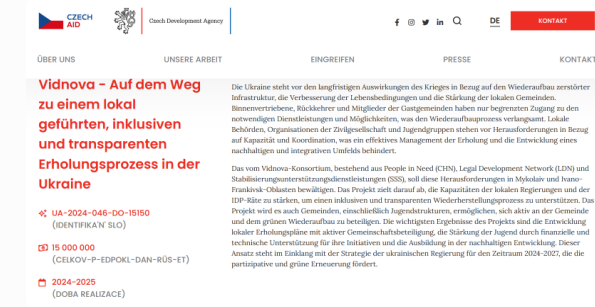 CZECH
AID
Czech Development Agency
DE
KONTAKT
ÜBER UNS
UNSERE ARBEIT
EINGREIFEN
PRESSE
KONTAKT
Vidnova - Auf dem Weg
zu einem lokal
geführten, inklusiven
und transparenten
Erholungsprozess in der
Ukraine
UA-2024-046-DO-15150
(IDENTIFIKA'N' SLO)
15 000 000
(CELKOV-P-EDPOKL-DAN-RŮS-ET)
2024-2025
(DOBA REALIZACE)
Die Ukraine steht vor den langfristigen Auswirkungen des Krieges in Bezug auf den Wiederaufbau zerstörter
Infrastruktur, die Verbesserung der Lebensbedingungen und die Stärkung der lokalen Gemeinden.
Binnenvertriebene, Rückkehrer und Mitglieder der Gastgemeinden haben nur begrenzten Zugang zu den
notwendigen Dienstleistungen und Möglichkeiten, was den Wiederaufbauprozess verlangsamt. Lokale
Behörden, Organisationen der Zivilgesellschaft und Jugendgruppen stehen vor Herausforderungen in Bezug
auf Kapazität und Koordination, was ein effektives Management der Erholung und die Entwicklung eines
nachhaltigen und integrativen Umfelds behindert.
Das vom Vidnova-Konsortium, bestehend aus People in Need (CHN), Legal Development Network (LDN) und
Stabilisierungsunterstützungsdienstleistungen (SSS), soll diese Herausforderungen in Mykolaiv und Ivano-
Frankivsk-Oblasten bewältigen. Das Projekt zielt darauf ab, die Kapazitäten der lokalen Regierungen und der
IDP-Räte zu stärken, um einen inklusiven und transparenten Wiederherstellungsprozess zu unterstützen. Das
Projekt wird es auch Gemeinden, einschließlich Jugendstrukturen, ermöglichen, sich aktiv an der Gemeinde
und dem grünen Wiederaufbau zu beteiligen. Die wichtigsten Ergebnisse des Projekts sind die Entwicklung
lokaler Erholungspläne mit aktiver Gemeinschaftsbeteiligung, die Stärkung der Jugend durch finanzielle und
technische Unterstützung für ihre Initiativen und die Ausbildung in der nachhaltigen Entwicklung. Dieser
Ansatz steht im Einklang mit der Strategie der ukrainischen Regierung für den Zeitraum 2024-2027, die die
partizipative und grüne Erneuerung fördert.